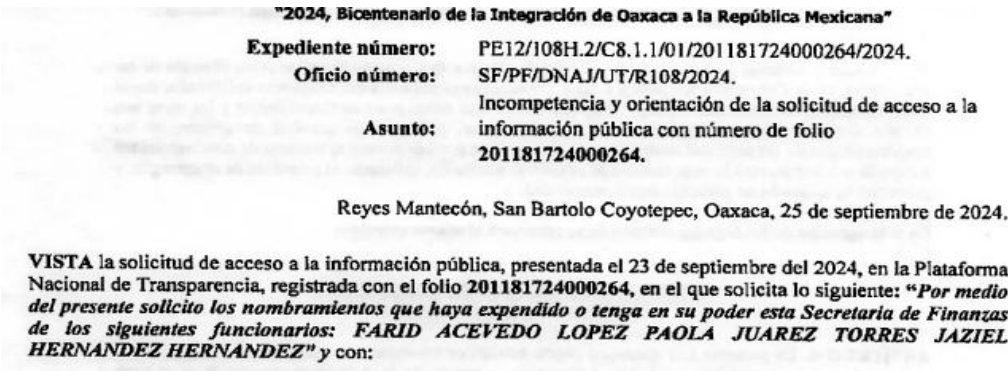 "2024, Bicentenario de la Integración de Oaxaca a la República Mexicana"
Expediente número: PE12/108H.2/C8.1.1/01/201181724000264/2024.
Oficio número: SF/PF/DNAJ/UT/R108/2024.
Incompetencia y orientación de la solicitud de acceso a la
Asunto: información pública con número de folio
201181724000264.
Reyes Mantecón, San Bartolo Coyotepec, Oaxaca, 25 de septiembre de 2024.
VISTA la solicitud de acceso a la información pública, presentada el 23 de septiembre del 2024, en la Plataforma
Nacional de Transparencia, registrada con el folio 201181724000264, en el que solicita lo siguiente: "Por medio
del presente solicito los nombramientos que haya expendido o tenga en su poder esta Secretaria de Finanzas
de los siguientes funcionarios: FARID ACEVEDO LOPEZ PAOLA JUAREZ TORRES JAZIEL
HERNANDEZ HERNANDEZ" y con: